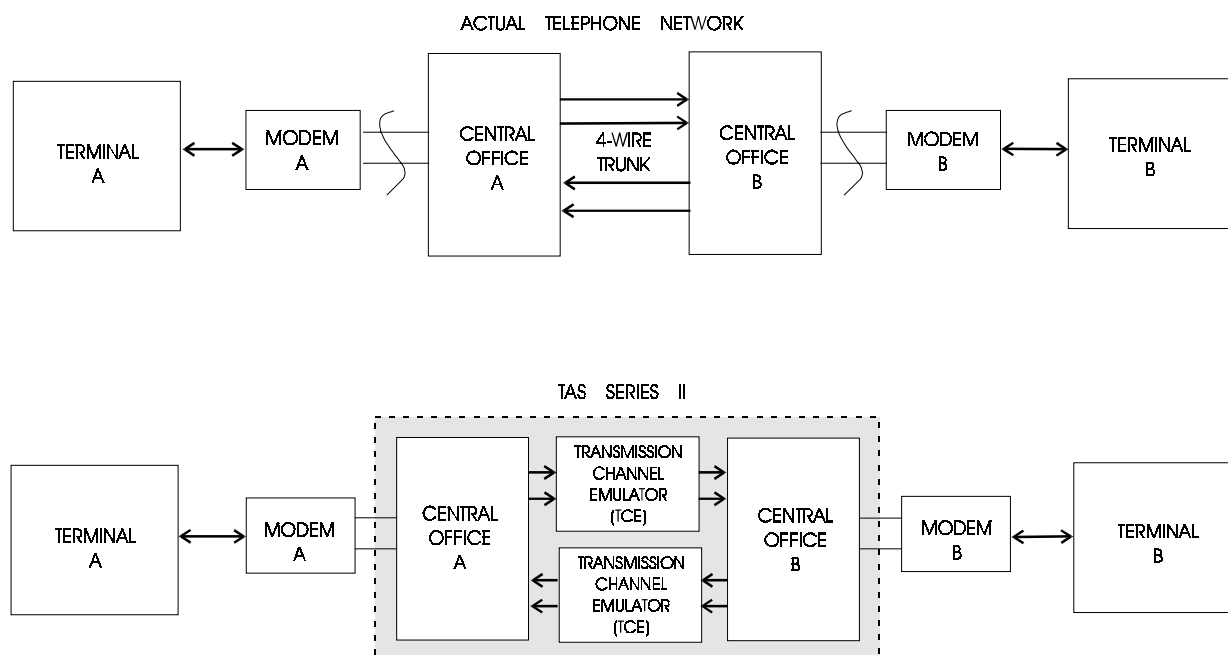 ACTUAL TELEPHONE NETWORK
TERMINAL
A
MODEM
A
CENTRAL
OFFICE
A
4-WIRE
TRUNK
CENTRAL
OFFICE
B
MODEM
B
TERMINAL
B
TAS SERIES II
TERMINAL
A
MODEM
A
CENTRAL
OFFICE
A
TRANSMISSION
CHANNEL
EMULATOR
(TCE)
TRANSMISSION
CHANNEL
EMULATOR
(TCE)
CENTRAL
OFFICE
B
MODEM
B
TERMINAL
B